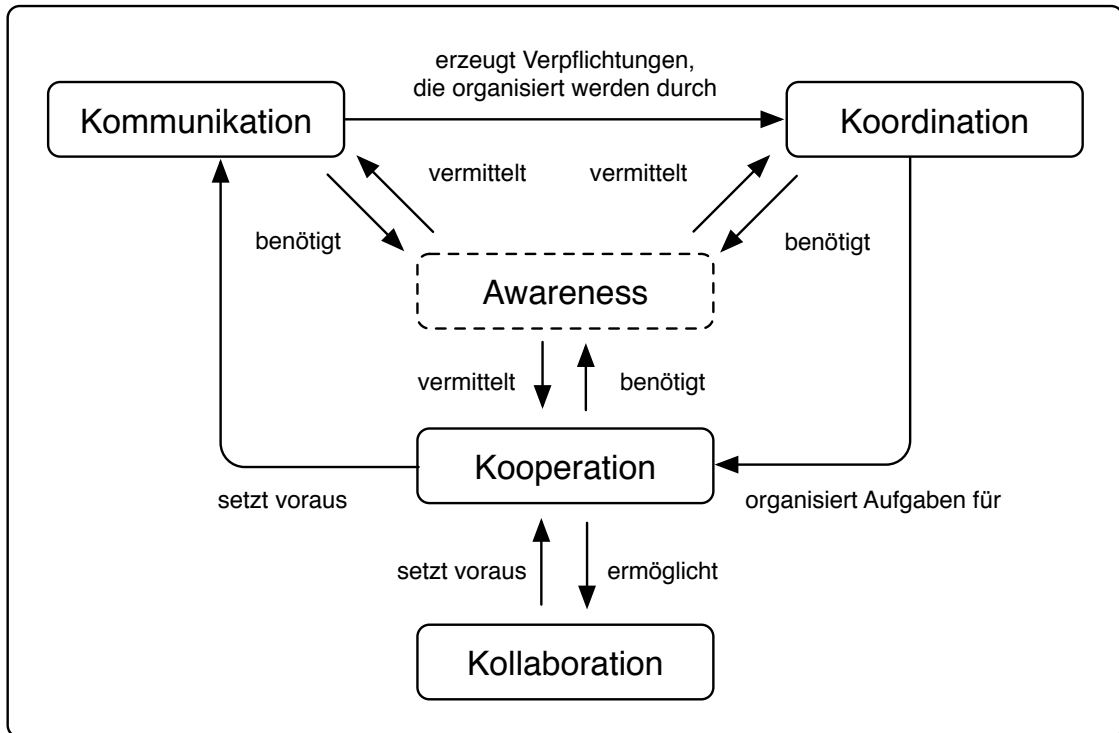 erzeugt Verpflichtungen,
die organisiert werden durch
Kommunikation
Koordination
vermittelt
vermittelt
benötigt
benötigt
Awareness
vermittelt
benötigt
Kooperation
setzt voraus
organisiert Aufgaben für
setzt voraus
ermöglicht
Kollaboration